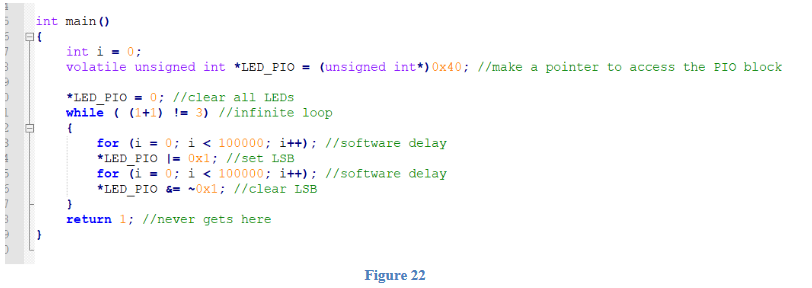 int main()
{
int i = 0;
volatile unsigned int *LED_PIO = (unsigned int*)0x40; //make a pointer to access the PIO block
*LED_PIO = 0; //clear all LEDs
while ( (1+1) != 3) //infinite loop
{
for (i = 0; i < 100000; i++); //software delay
*LED_PIO |= 0x1; //set LSB
for (i = 0; i < 100000; i++); //software delay
*LED_PIO &= ~0x1; //clear LSB
}
return 1; //never gets here
}
Figure 22